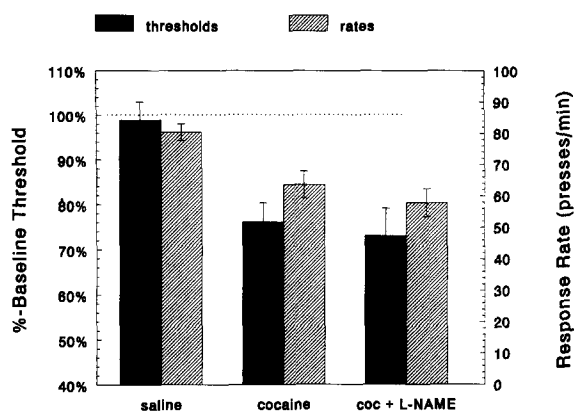 thresholds
rates
%-Baseline Threshold
110%
100%
90%
80%
70%
60%
50%
40%
100
90
80
70
60
50
40
30
20
10
0
Response Rate (presses/min)
saline
cocaine
coc + L-NAME